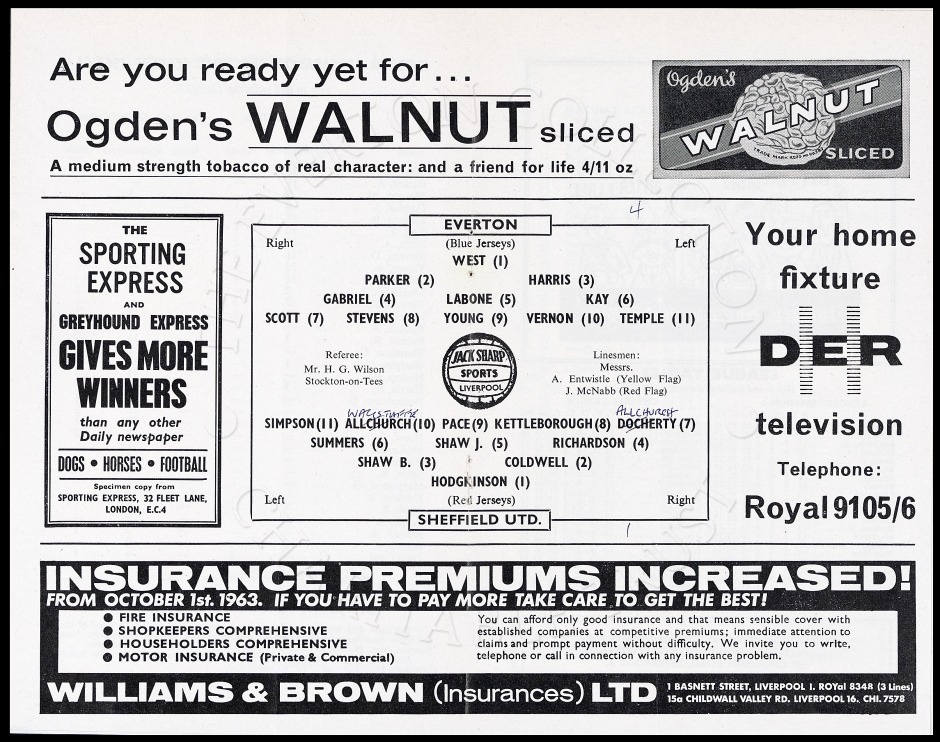 Are you ready yet for...
Ogden's WALNUT sliced
A medium strength tobacco of real character: and a friend for life 4/11 oz
Ogden's
WALNUT
TRADE MARK
SLICED
THE
SPORTING
EXPRESS
AND
GREYHOUND EXPRESS
GIVES MORE
WINNERS
than any other
Daily newspaper
DOGS • HORSES • FOOTBALL
Specimen copy from
SPORTING EXPRESS, 32 FLEET LANE,
LONDON, E.C.4
4
EVERTON
Right (Blue Jerseys) Left
WEST (1)
PARKER (2) HARRIS (3)
GABRIEL (4) LABONE (5) KAY (6)
SCOTT (7) STEVENS (8) YOUNG (9) VERNON (10) TEMPLE (11)
Referee:
Mr. H. G. Wilson
Stockton-on-Tees
JACK SHARP
SPORTS
LIVERPOOL
Linesmen:
Messrs.
A. Entwistle (Yellow Flag)
J. McNabb (Red Flag)
WAGSTAFFE ALLCHURCH
SIMPSON (11) ALLCHURCH (10) PACE (9) KETTLEBOROUGH (8) DOCHERTY (7)
SUMMERS (6) SHAW J. (5) RICHARDSON (4)
SHAW B. (3) COLDWELL (2)
HODGKINSON (1)
Left (Red Jerseys) Right
SHEFFIELD UTD.
1
Your home
fixture
DER
television
Telephone:
Royal 9105/6
INSURANCE PREMIUMS INCREASED!
FROM OCTOBER 1st. 1963. IF YOU HAVE TO PAY MORE TAKE CARE TO GET THE BEST!
• FIRE INSURANCE
• SHOPKEEPERS COMPREHENSIVE
• HOUSEHOLDERS COMPREHENSIVE
• MOTOR INSURANCE (Private & Commercial)
You can afford only good insurance and that means sensible cover with
established companies at competitive premiums; immediate attention to
claims and prompt payment without difficulty. We invite you to write,
telephone or call in connection with any insurance problem.
WILLIAMS & BROWN (Insurances) LTD
1 BASNETT STREET, LIVERPOOL 1. ROYal 8348 (3 Lines)
15a CHILDWALL VALLEY RD. LIVERPOOL 16. CHI. 7578